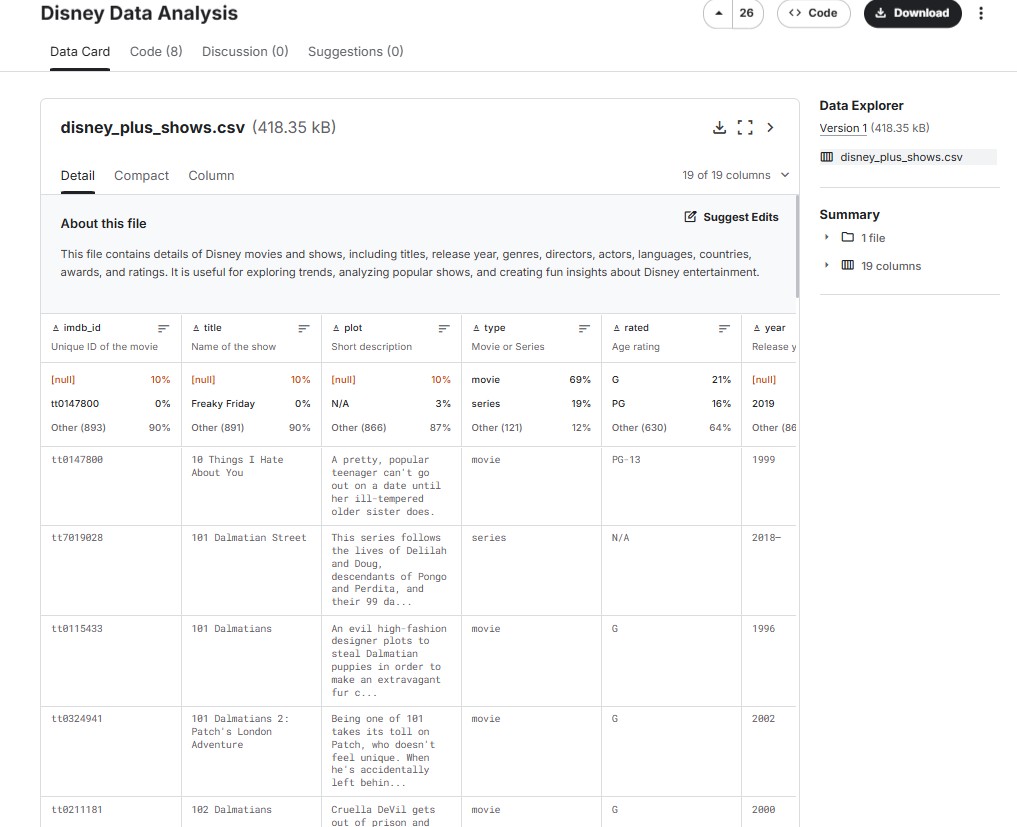 Disney Data Analysis
26
Code
Download
Data Card
Code (8)
Discussion (0)
Suggestions (0)
disney_plus_shows.csv (418.35 kB)
Detail
Compact
Column
19 of 19 columns
About this file
Suggest Edits
This file contains details of Disney movies and shows, including titles, release year, genres, directors, actors, languages, countries,
awards, and ratings. It is useful for exploring trends, analyzing popular shows, and creating fun insights about Disney entertainment.
imdb_id
Unique ID of the movie
title
Name of the show
plot
Short description
type
Movie or Series
rated
Age rating
year
Release y
[null] 10%
tt0147800 0%
Other (893) 90%
[null] 10%
Freaky Friday 0%
Other (891) 90%
[null] 10%
N/A 3%
Other (866) 87%
movie 69%
series 19%
Other (121) 12%
G 21%
PG 16%
Other (630) 64%
[null]
2019
Other (86
tt0147800
10 Things I Hate
About You
A pretty, popular
teenager can't go
out on a date until
her ill-tempered
older sister does.
movie
PG-13
1999
tt7019028
101 Dalmatian Street
This series follows
the lives of Delilah
and Doug,
descendants of Pongo
and Perdita, and
their 99 da...
series
N/A
2018–
tt0115433
101 Dalmatians
An evil high-fashion
designer plots to
steal Dalmatian
puppies in order to
make an extravagant
fur c...
movie
G
1996
tt0324941
101 Dalmatians 2:
Patch's London
Adventure
Being one of 101
takes its toll on
Patch, who doesn't
feel unique. When
he's accidentally
left behin...
movie
G
2002
tt0211181
102 Dalmatians
Cruella DeVil gets
out of prison and
movie
G
2000
Data Explorer
Version 1 (418.35 kB)
disney_plus_shows.csv
Summary
1 file
19 columns